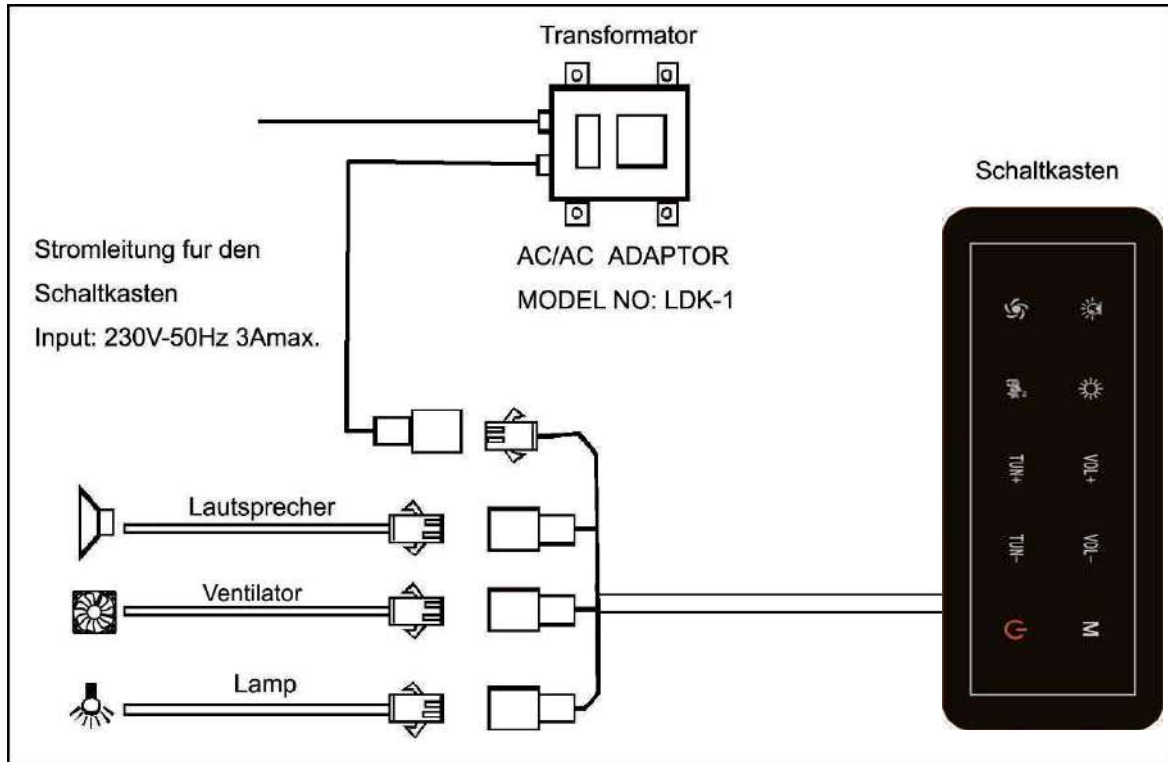 Transformator
Schaltkasten
Stromleitung fur den
Schaltkasten
Input: 230V-50Hz 3Amax.
AC/AC ADAPTOR
MODEL NO: LDK-1
Lautsprecher
Ventilator
Lamp
TUN+
VOL+
TUN-
VOL-
M